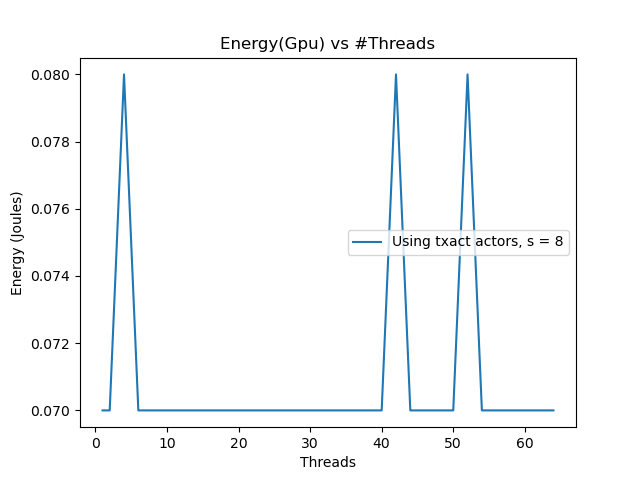 Energy(Gpu) vs #Threads
Energy (Joules)
0.080
0.078
0.076
0.074
0.072
0.070
Using txact actors, s = 8
0 10 20 30 40 50 60
Threads